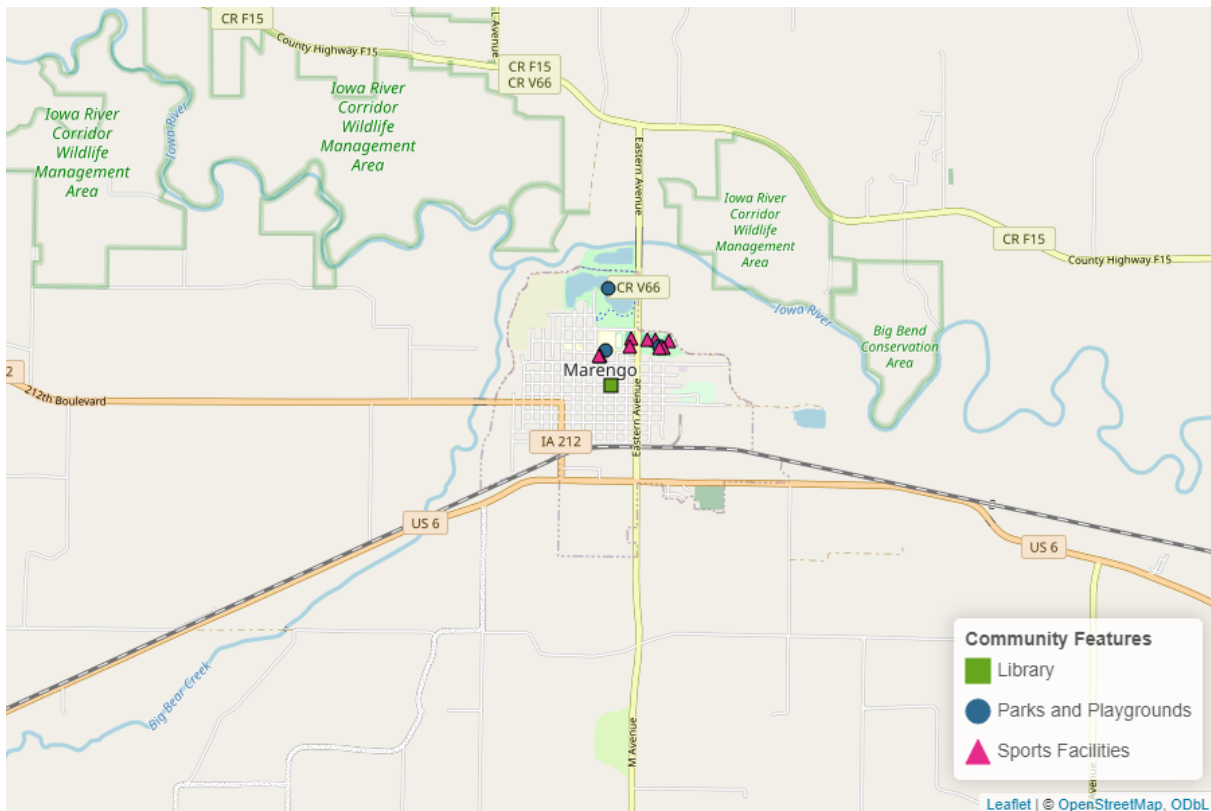 CR F15
County Highway F15
L Avenue
CR F15
CR V66
Iowa River
Corridor
Wildlife
Management
Area
Iowa River
Iowa River
Corridor
Wildlife
Management
Area
Eastern Avenue
Iowa River
Corridor
Wildlife
Management
Area
CR F15
County Highway F15
CR V66
Iowa River
Big Bend
Conservation
Area
Marengo
2
212th Boulevard
Eastern Avenue
IA 212
US 6
US 6
Big Bear Creek
M Avenue
Avenue
Community Features
Library
Parks and Playgrounds
Sports Facilities
Leaflet | © OpenStreetMap, ODbL